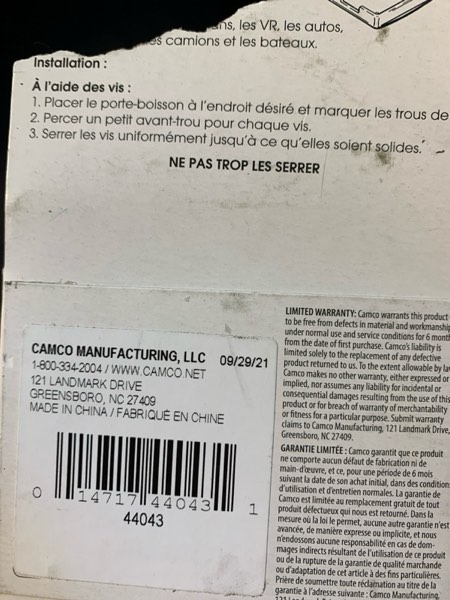 ns, les VR, les autos,
es camions et les bateaux.
Installation :
À l'aide des vis :
1. Placer le porte-boisson à l'endroit désiré et marquer les trous de
2. Percer un petit avant-trou pour chaque vis.
3. Serrer les vis uniformément jusqu'à ce qu'elles soient solides.
NE PAS TROP LES SERRER
CAMCO MANUFACTURING, LLC 09/29/21
1-800-334-2004 / WWW.CAMCO.NET
121 LANDMARK DRIVE
GREENSBORO, NC 27409
MADE IN CHINA / FABRIQUÉ EN CHINE
0 14717 44043 1
44043
LIMITED WARRANTY: Camco warrants this product
to be free from defects in material and workmanship
under normal use and service conditions for 6 mont
from the date of first purchase. Camco's liability is
limited solely to the replacement of any defective
product returned to us. To the extent allowable by la
Camco makes no other warranty, either expressed or
implied, nor assumes any liability for incidental or
consequential damages resulting from the use of this
product or for breach of warranty of merchantability
or fitness for a particular purpose. Submit warranty
claims to Camco Manufacturing, 121 Landmark Drive,
Greensboro, NC 27409.
GARANTIE LIMITÉE : Camco garantit que ce produit
ne comporte aucun défaut de fabrication ni de
main-d'œuvre, et ce, pour une période de 6 mois
suivant la date de son achat initial, dans des condition
d'utilisation et d'entretien normales. La garantie de
Camco est limitée au remplacement gratuit de tout
produit défectueux qui nous est retourné. Dans la
mesure où la loi le permet, aucune autre garantie n'est
avancée, de manière expresse ou implicite, et nous
n'endossons aucune responsabilité en cas de dom-
mages indirects résultant de l'utilisation de ce produit
ou de la rupture de la garantie de qualité marchande
ou d'adaptation de cet article à des fins particulières.
Prière de soumettre toute réclamation au titre de la
garantie à l'adresse suivante : Camco Manufacturing,